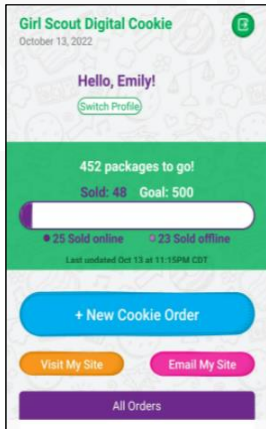 Girl Scout Digital Cookie
October 13, 2022
Hello, Emily!
Switch Profile
452 packages to go!
Sold: 48 Goal: 500
25 Sold online 23 Sold offline
Last updated Oct 13 at 11:15PM CDT
+ New Cookie Order
Visit My Site Email My Site
All Orders